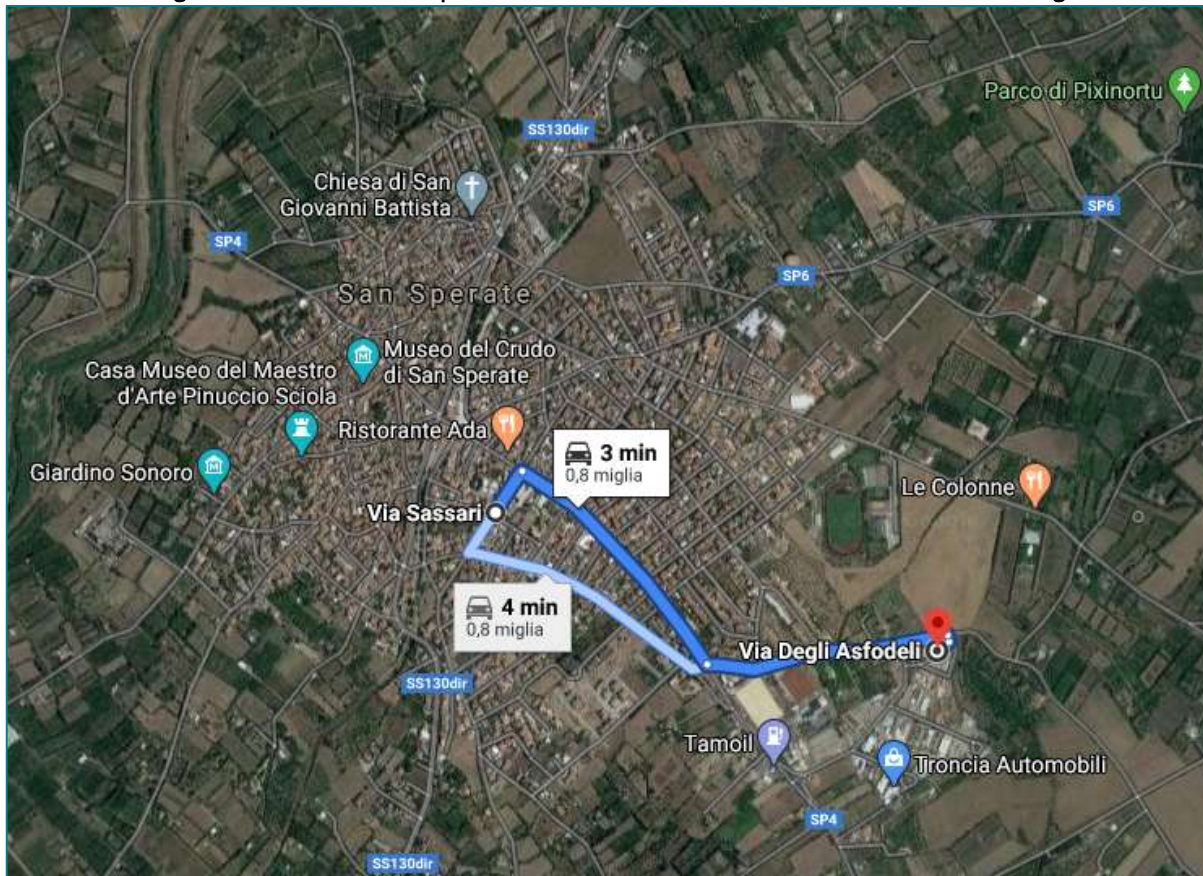 Parco di Pixinortu
SS130dir
Chiesa di San
Giovanni Battista
SP6
SP4
SP6
San Sperate
Museo del Crudo
di San Sperate
Casa Museo del Maestro
d'Arte Pinuccio Sciola
Ristorante Ada
3 min
0,8 miglia
Giardino Sonoro
Le Colonne
Via Sassari
4 min
0,8 miglia
Via Degli Asfodeli
SS130dir
Tamoil
Troncia Automobili
SP4
SS130dir